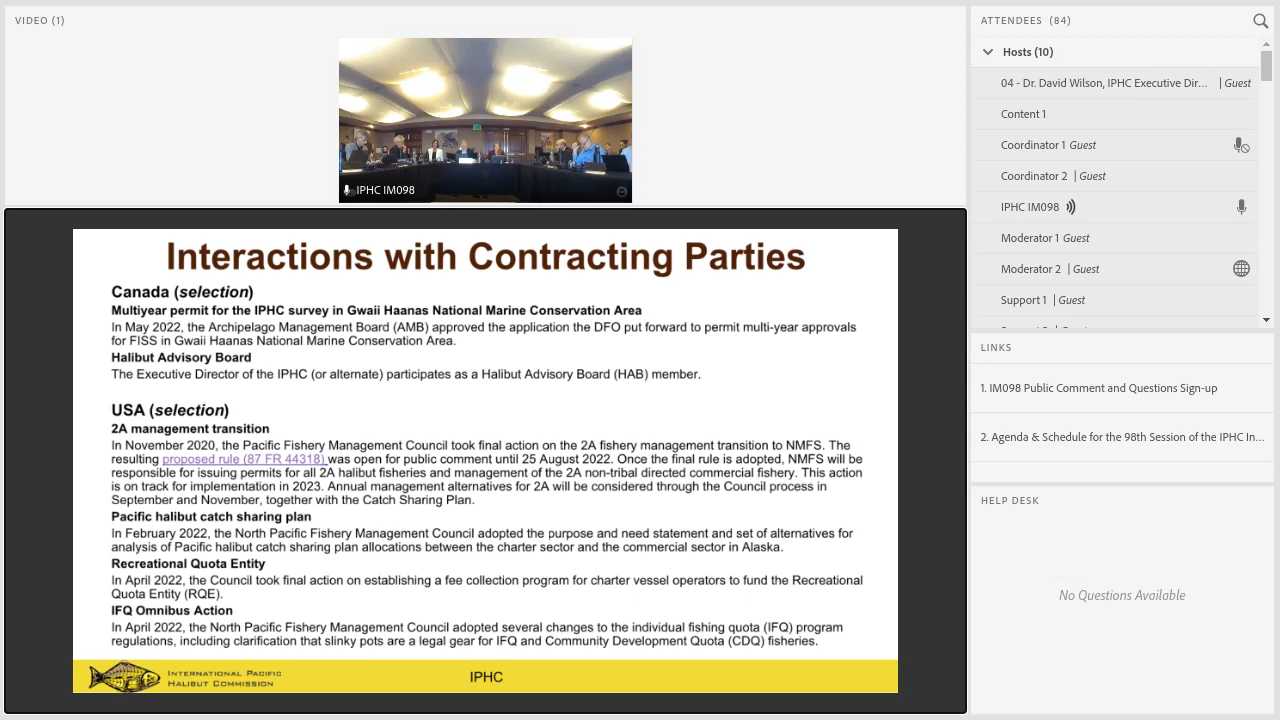 VIDEO (1)
IPHC IM098
Interactions with Contracting Parties
Canada (selection)
Multiyear permit for the IPHC survey in Gwaii Haanas National Marine Conservation Area
In May 2022, the Archipelago Management Board (AMB) approved the application the DFO put forward to permit multi-year approvals
for FISS in Gwaii Haanas National Marine Conservation Area.
Halibut Advisory Board
The Executive Director of the IPHC (or alternate) participates as a Halibut Advisory Board (HAB) member.
USA (selection)
2A management transition
In November 2020, the Pacific Fishery Management Council took final action on the 2A fishery management transition to NMFS. The
resulting proposed rule (87 FR 44318) was open for public comment until 25 August 2022. Once the final rule is adopted, NMFS will be
responsible for issuing permits for all 2A halibut fisheries and management of the 2A non-tribal directed commercial fishery. This action
is on track for implementation in 2023. Annual management alternatives for 2A will be considered through the Council process in
September and November, together with the Catch Sharing Plan.
Pacific halibut catch sharing plan
In February 2022, the North Pacific Fishery Management Council adopted the purpose and need statement and set of alternatives for
analysis of Pacific halibut catch sharing plan allocations between the charter sector and the commercial sector in Alaska.
Recreational Quota Entity
In April 2022, the Council took final action on establishing a fee collection program for charter vessel operators to fund the Recreational
Quota Entity (RQE).
IFQ Omnibus Action
In April 2022, the North Pacific Fishery Management Council adopted several changes to the individual fishing quota (IFQ) program
regulations, including clarification that slinky pots are a legal gear for IFQ and Community Development Quota (CDQ) fisheries.
INTERNATIONAL PACIFIC
HALIBUT COMMISSION
IPHC
ATTENDEES (84)
Hosts (10)
04 - Dr. David Wilson, IPHC Executive Dir... | Guest
Content 1
Coordinator 1 Guest
Coordinator 2 | Guest
IPHC IM098
Moderator 1 Guest
Moderator 2 | Guest
Support 1 | Guest
LINKS
1. IM098 Public Comment and Questions Sign-up
2. Agenda & Schedule for the 98th Session of the IPHC In...
HELP DESK
No Questions Available